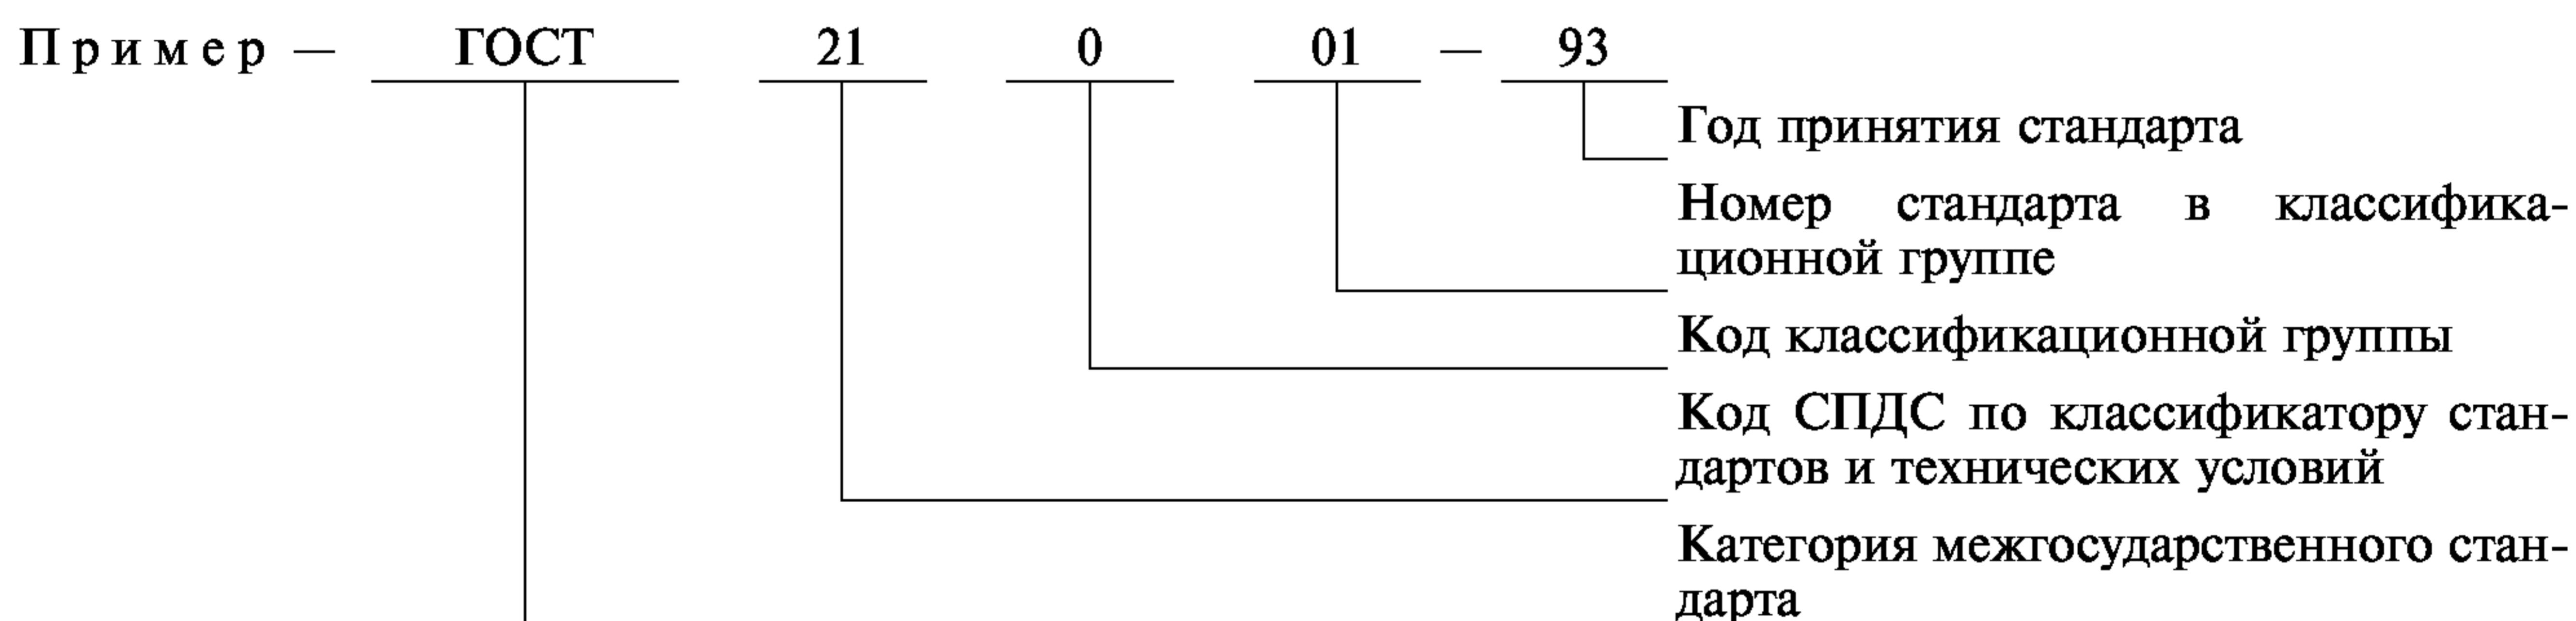 Пример — ГОСТ 21 0 01 — 93
Год принятия стандарта
Номер стандарта в классифика-
ционной группе
Код классификационной группы
Код СПДС по классификатору стан-
дартов и технических условий
Категория межгосударственного стан-
дарта